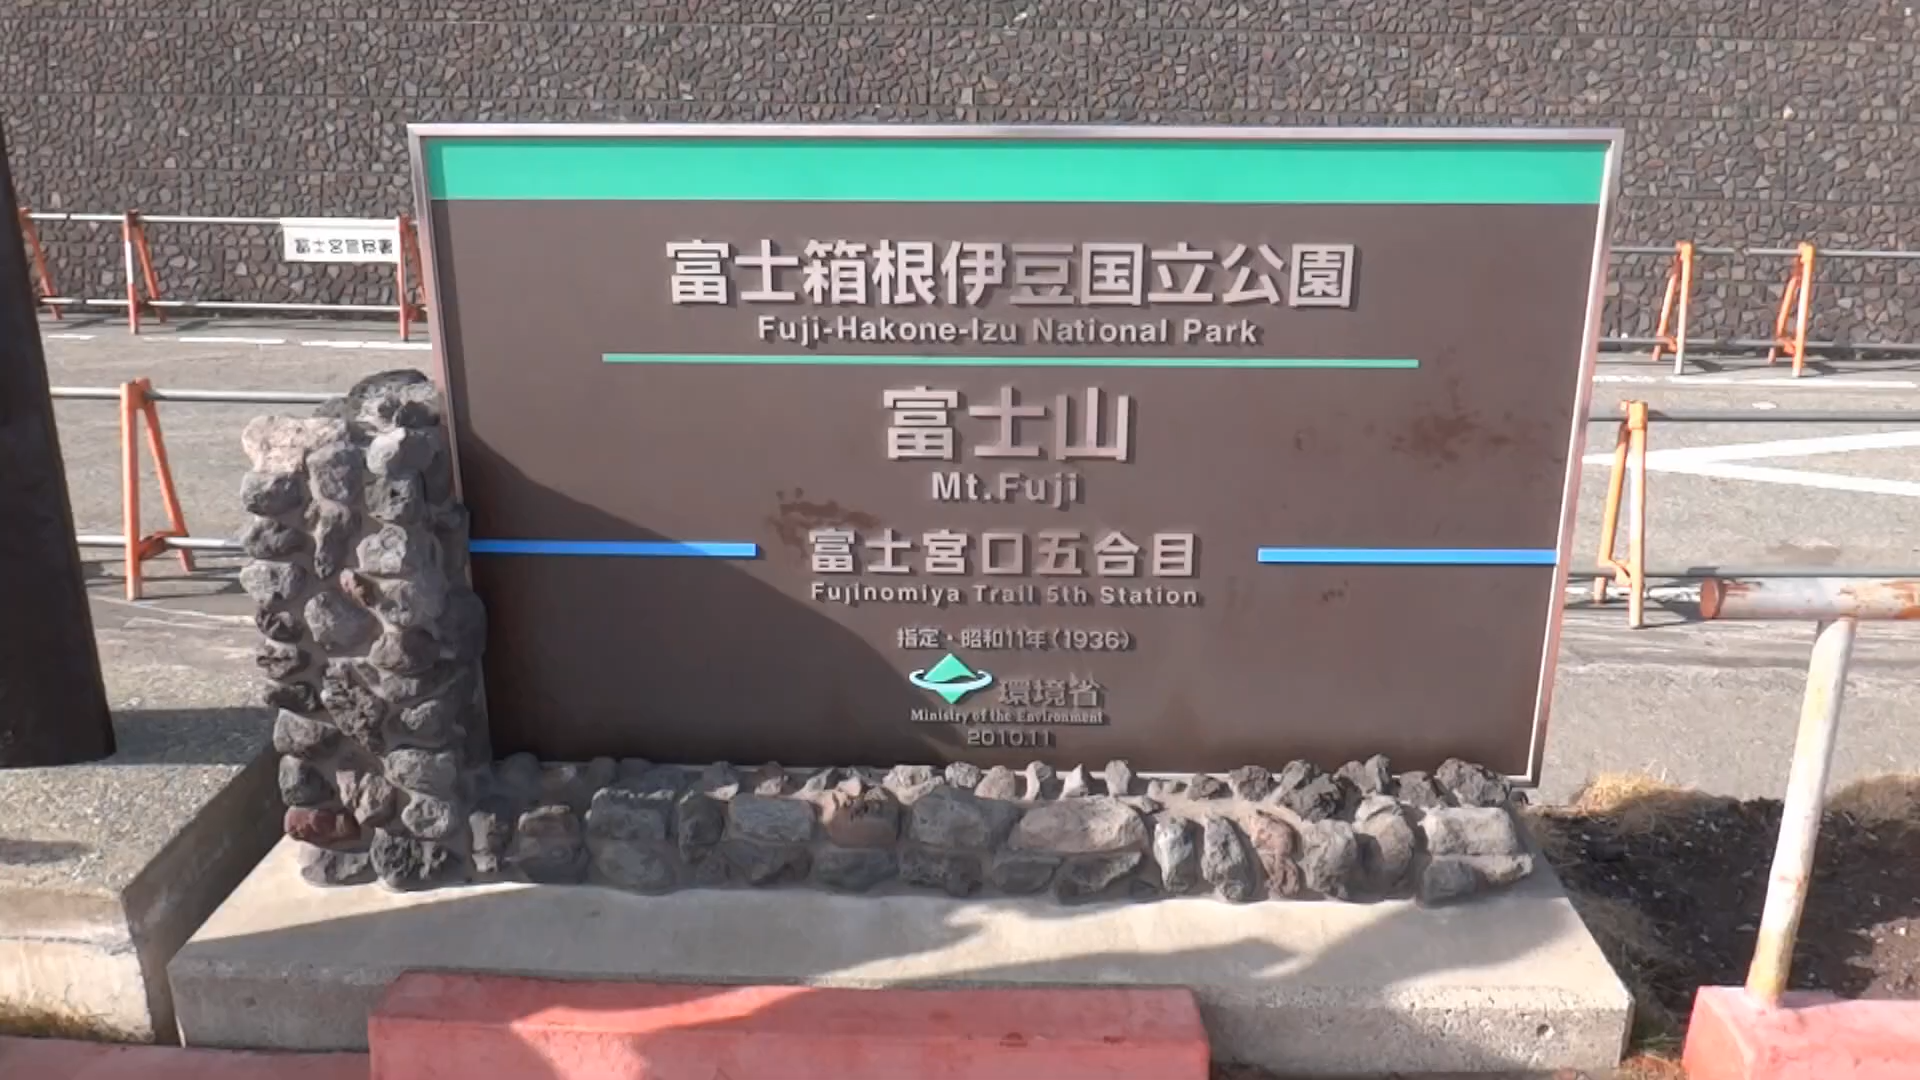 富士宮警察署
富士箱根伊豆国立公園
Fuji-Hakone-Izu National Park
富士山
Mt.Fuji
富士宮口五合目
Fujinomiya Trail 5th Station
指定・昭和11年(1936)
環境省
Ministry of the Environment
2010.11